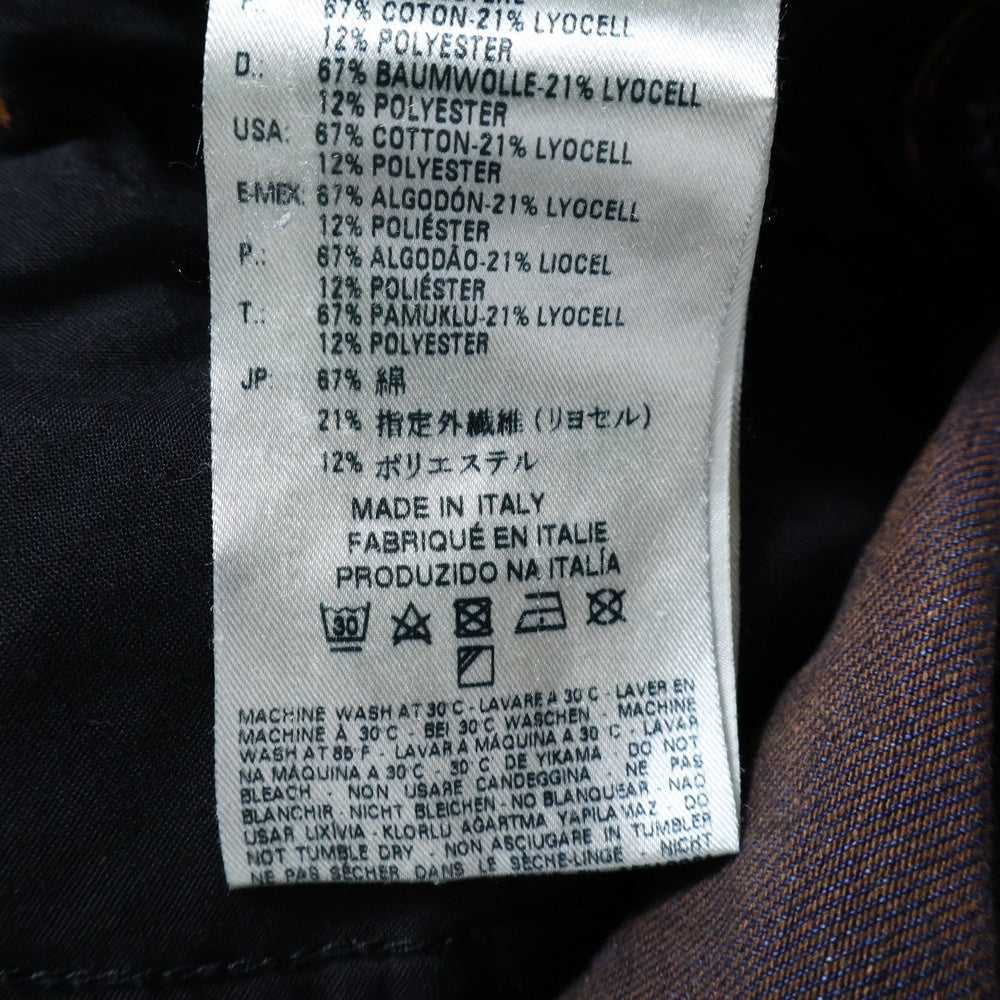 67% COTON-21% LYOCELL
12% POLYESTER
D.: 67% BAUMWOLLE-21% LYOCELL
12% POLYESTER
USA: 67% COTTON-21% LYOCELL
12% POLYESTER
E-MEX: 67% ALGODÓN-21% LYOCELL
12% POLIÉSTER
P.: 67% ALGODÃO-21% LIOCEL
12% POLIÉSTER
T.: 67% PAMUKLU-21% LYOCELL
12% POLYESTER
JP: 67% 綿
21% 指定外繊維 (リヨセル)
12% ポリエステル
MADE IN ITALY
FABRIQUÉ EN ITALIE
PRODUZIDO NA ITALÍA
30
MACHINE WASH AT 30°C - LAVARE A 30°C - LAVER EN
MACHINE À 30°C - BEI 30°C WASCHEN - MACHINE
WASH AT 85°F - LAVAR A MÁQUINA A 30°C - LAVAR
NA MÁQUINA A 30°C - 30°C DE YIKAMA - DO NOT
BLEACH - NON USARE CANDEGGINA - NE PAS
BLANCHIR - NICHT BLEICHEN - NO BLANQUEAR - NÃO
USAR LIXÍVIA - KLORLU AĞARTMA YAPILAMAZ - DO
NOT TUMBLE DRY - NON ASCIUGARE IN TUMBLER
NE PAS SÉCHER DANS LE SÈCHE-LINGE NICHT